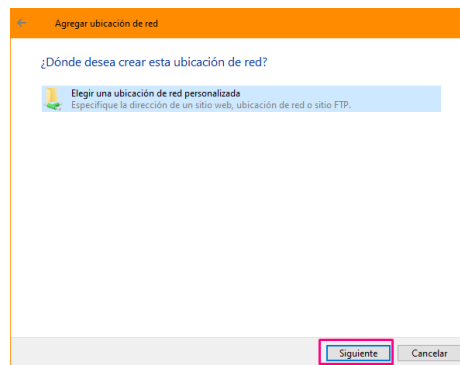 Agregar ubicación de red
¿Dónde desea crear esta ubicación de red?
Elegir una ubicación de red personalizada
Especifique la dirección de un sitio web, ubicación de red o sitio FTP.
Siguiente
Cancelar